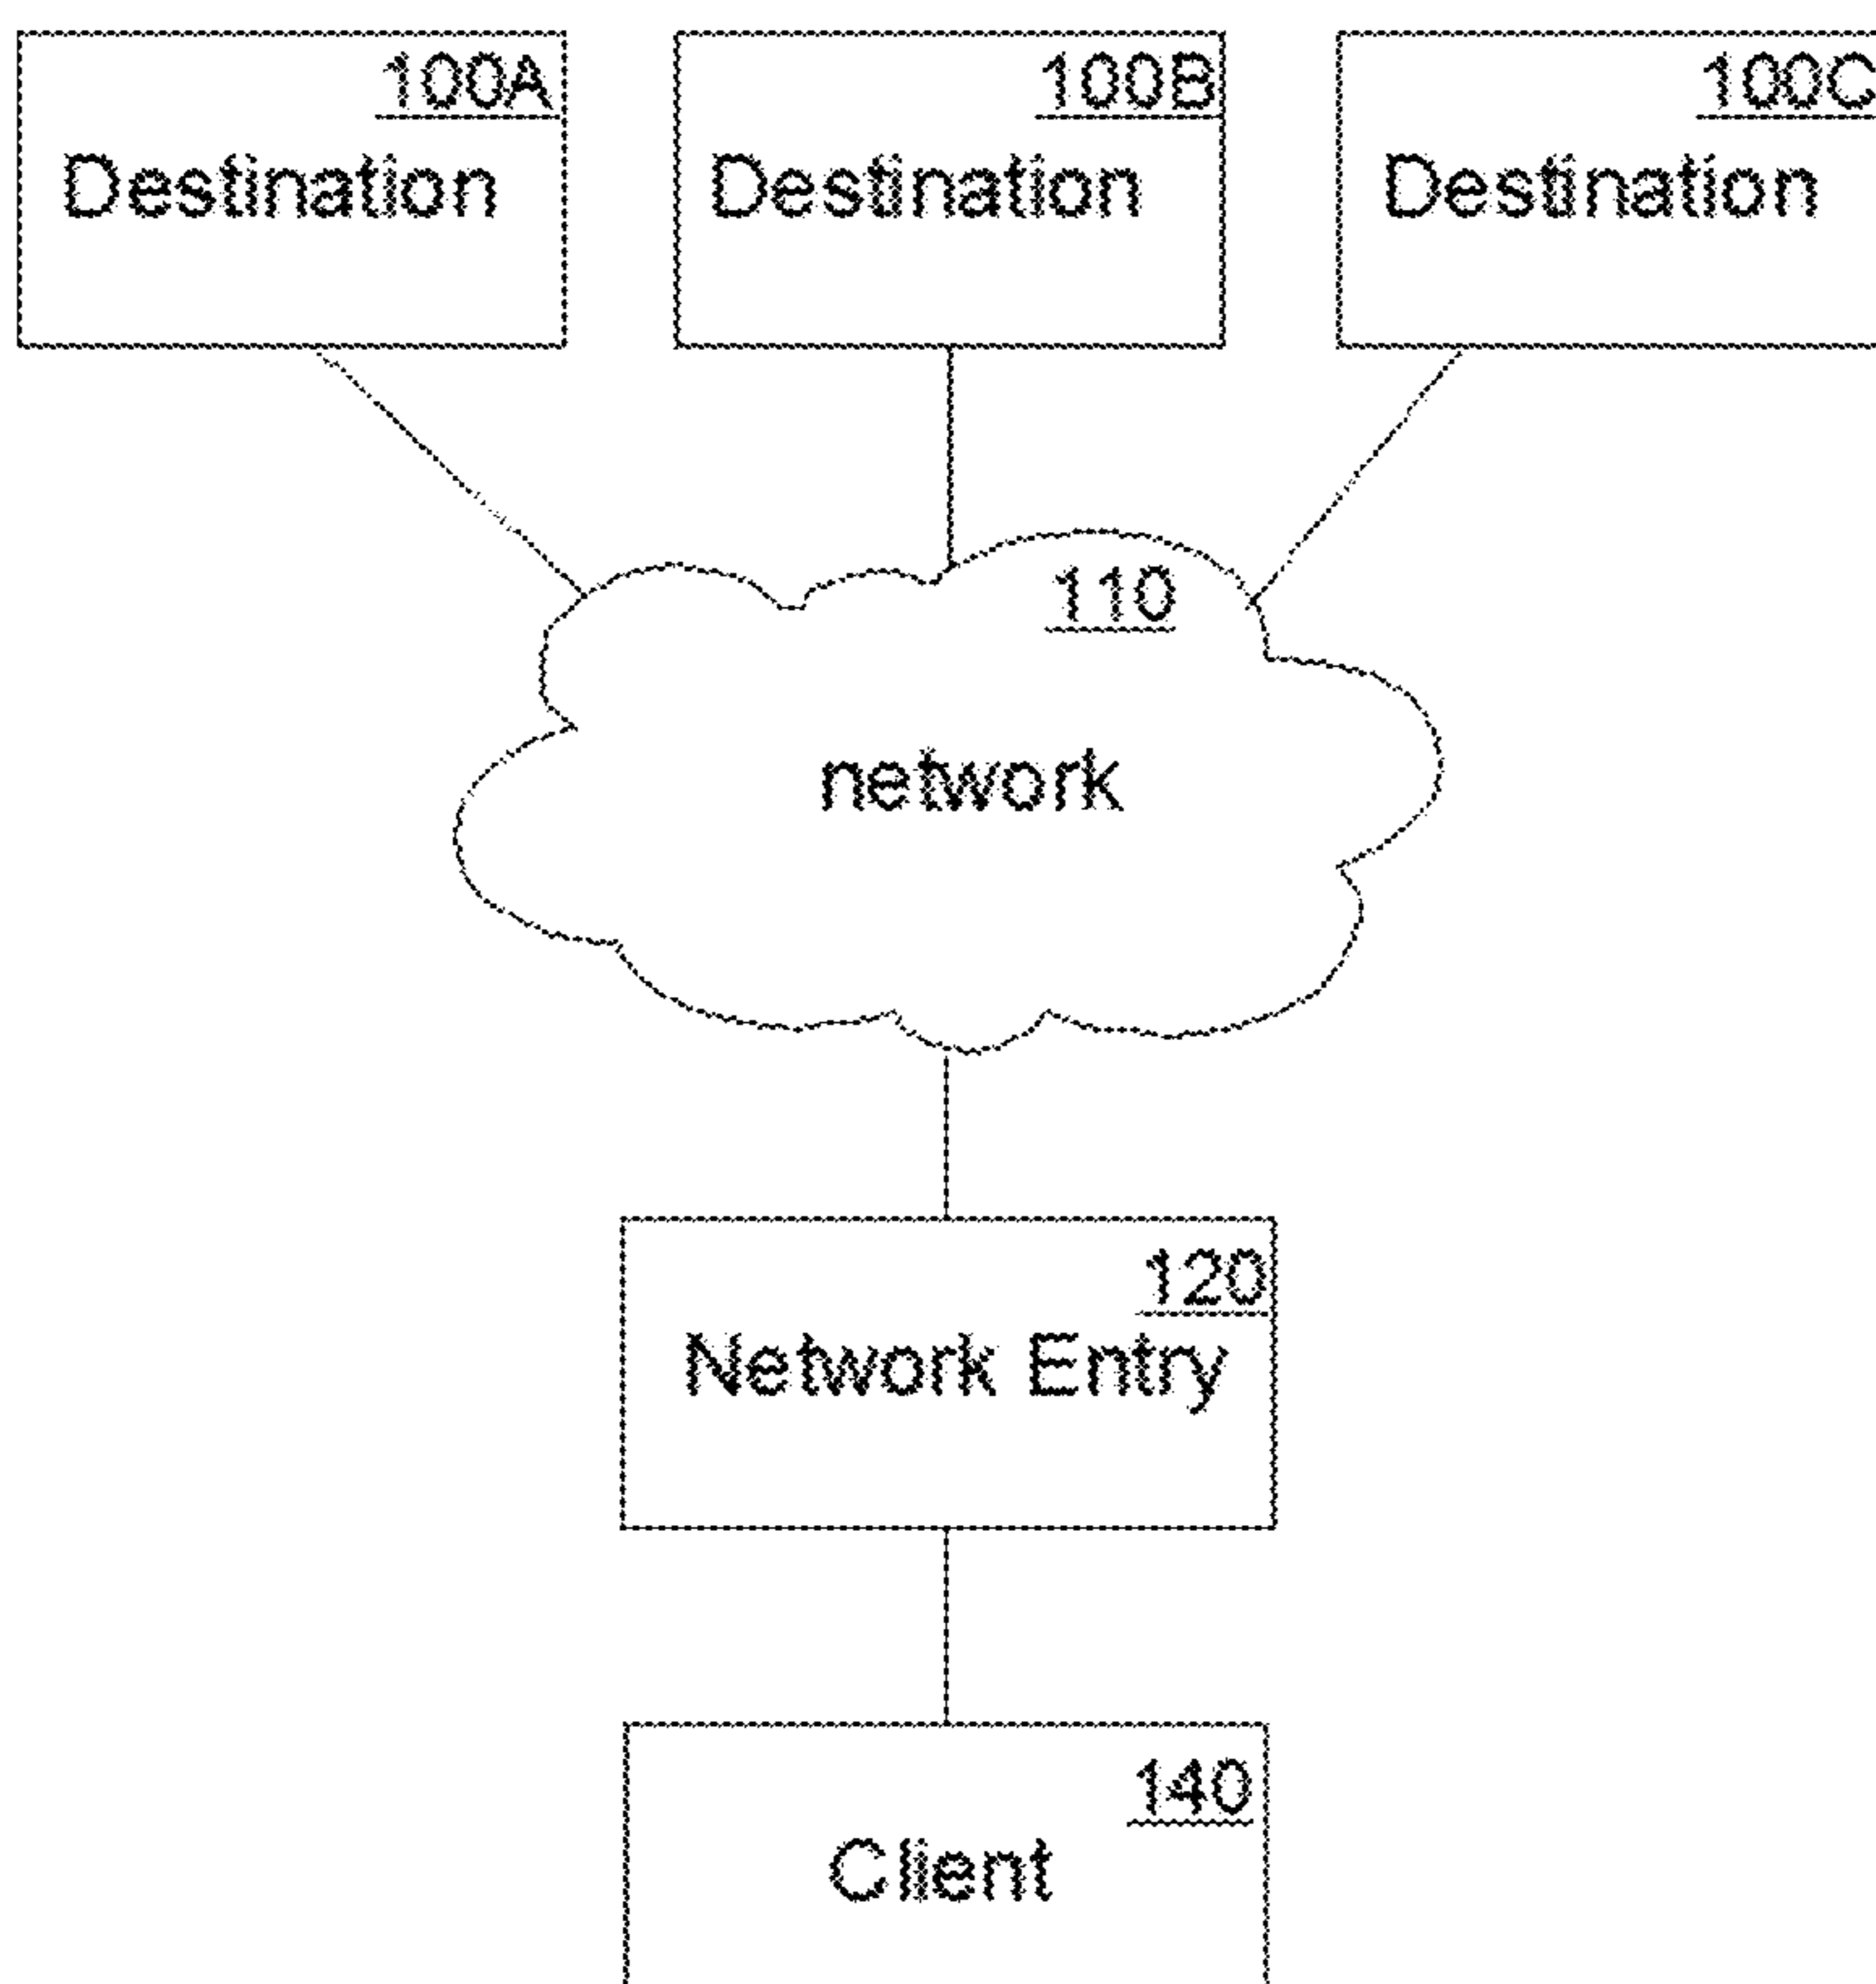 100A
Destination
100B
Destination
100C
Destination
110
network
120
Network Entry
140
Client